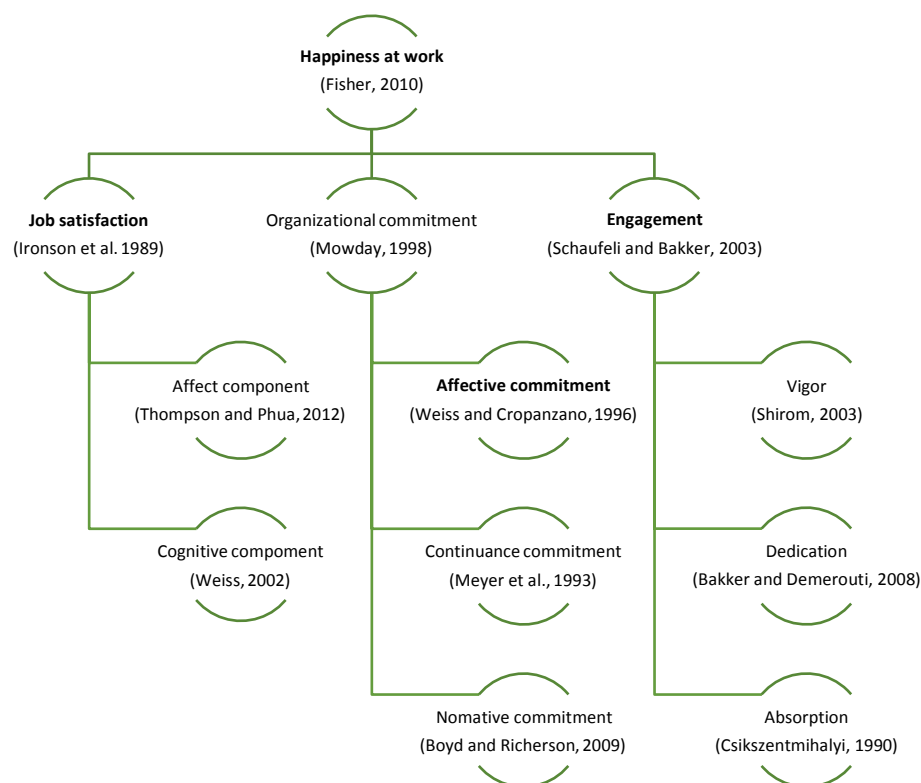 Happiness at work
(Fisher, 2010)
Job satisfaction
(Ironson et al. 1989)
Organizational commitment
(Mowday, 1998)
Engagement
(Schaufeli and Bakker, 2003)
Affect component
(Thompson and Phua, 2012)
Affective commitment
(Weiss and Cropanzano, 1996)
Vigor
(Shirom, 2003)
Cognitive compoment
(Weiss, 2002)
Continuance commitment
(Meyer et al., 1993)
Dedication
(Bakker and Demerouti, 2008)
Nomative commitment
(Boyd and Richerson, 2009)
Absorption
(Csikszentmihalyi, 1990)